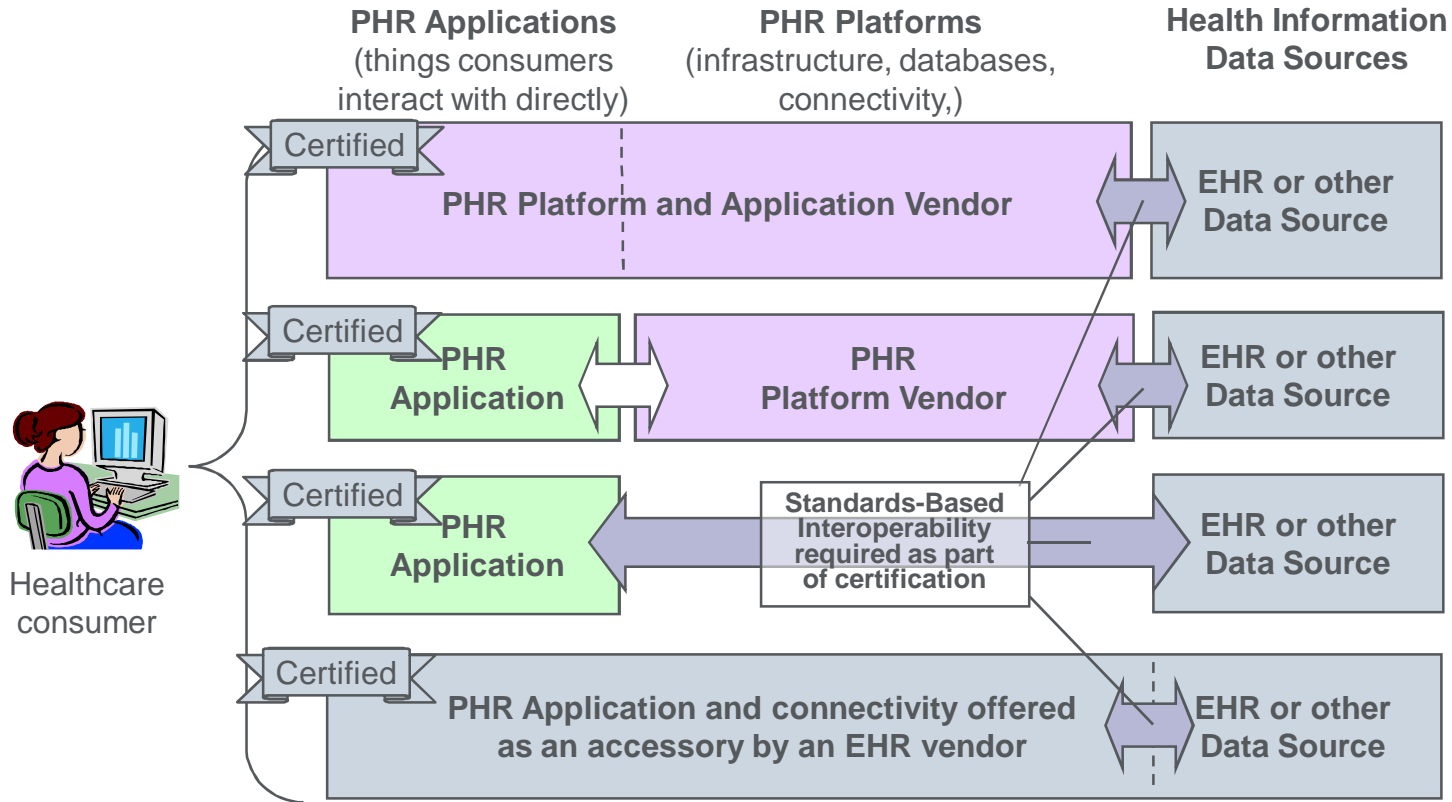 PHR Applications
(things consumers
interact with directly)
PHR Platforms
(infrastructure, databases,
connectivity,)
Health Information
Data Sources
Certified
PHR Platform and Application Vendor
EHR or other
Data Source
Certified
PHR
Application
PHR
Platform Vendor
EHR or other
Data Source
Certified
PHR
Application
Standards-Based
Interoperability
required as part
of certification
EHR or other
Data Source
Healthcare
consumer
Certified
PHR Application and connectivity offered
as an accessory by an EHR vendor
EHR or other
Data Source